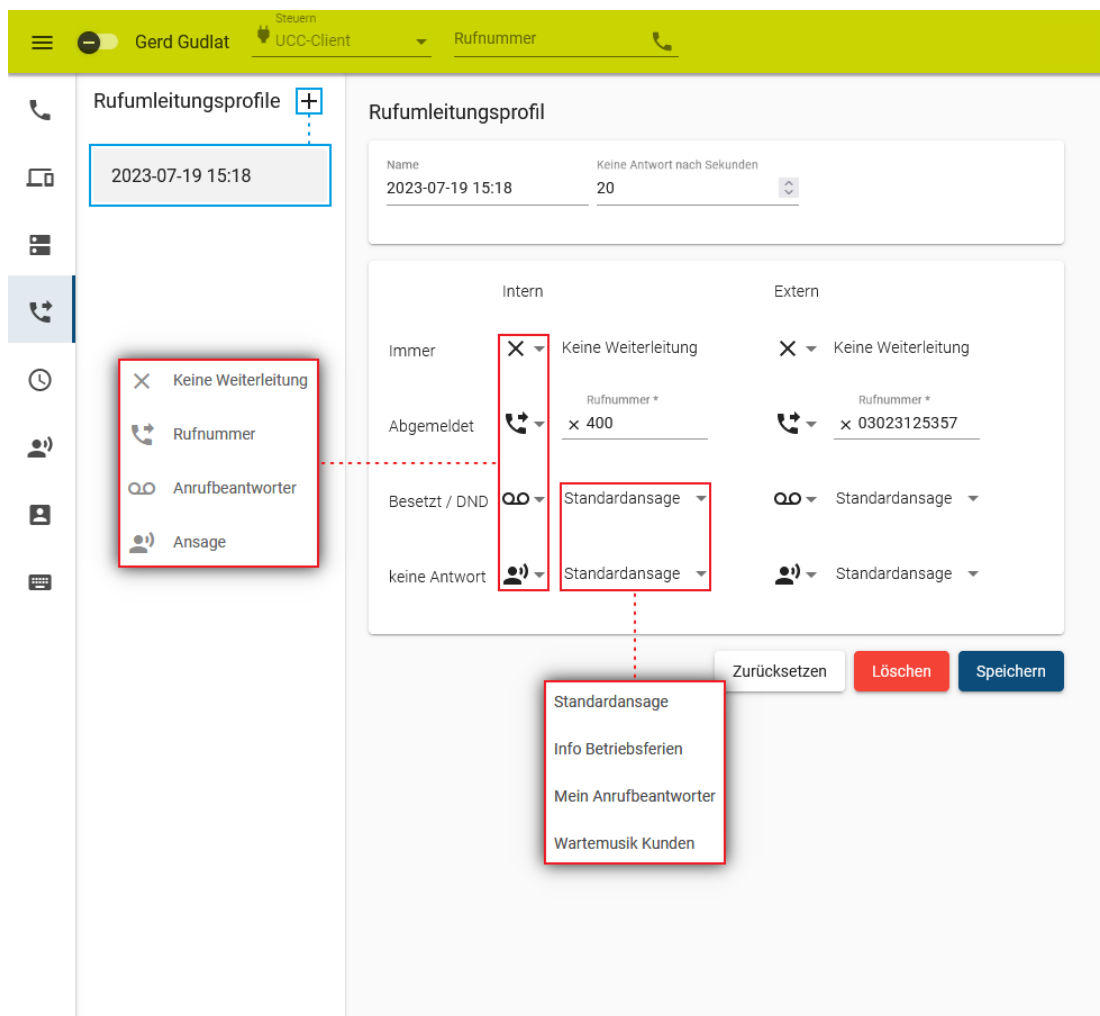 Gerd Gudlat
Steuern
UCC-Client
Rufnummer
Rufumleitungsprofile
2023-07-19 15:18
Rufumleitungsprofil
Name
Keine Antwort nach Sekunden
2023-07-19 15:18
20
Intern
Extern
Immer
Keine Weiterleitung
Keine Weiterleitung
Abgemeldet
Rufnummer *
400
Rufnummer *
03023125357
Besetzt / DND
Standardansage
Standardansage
keine Antwort
Standardansage
Standardansage
Keine Weiterleitung
Rufnummer
Anrufbeantworter
Ansage
Zurücksetzen
Löschen
Speichern
Standardansage
Info Betriebsferien
Mein Anrufbeantworter
Wartemusik Kunden